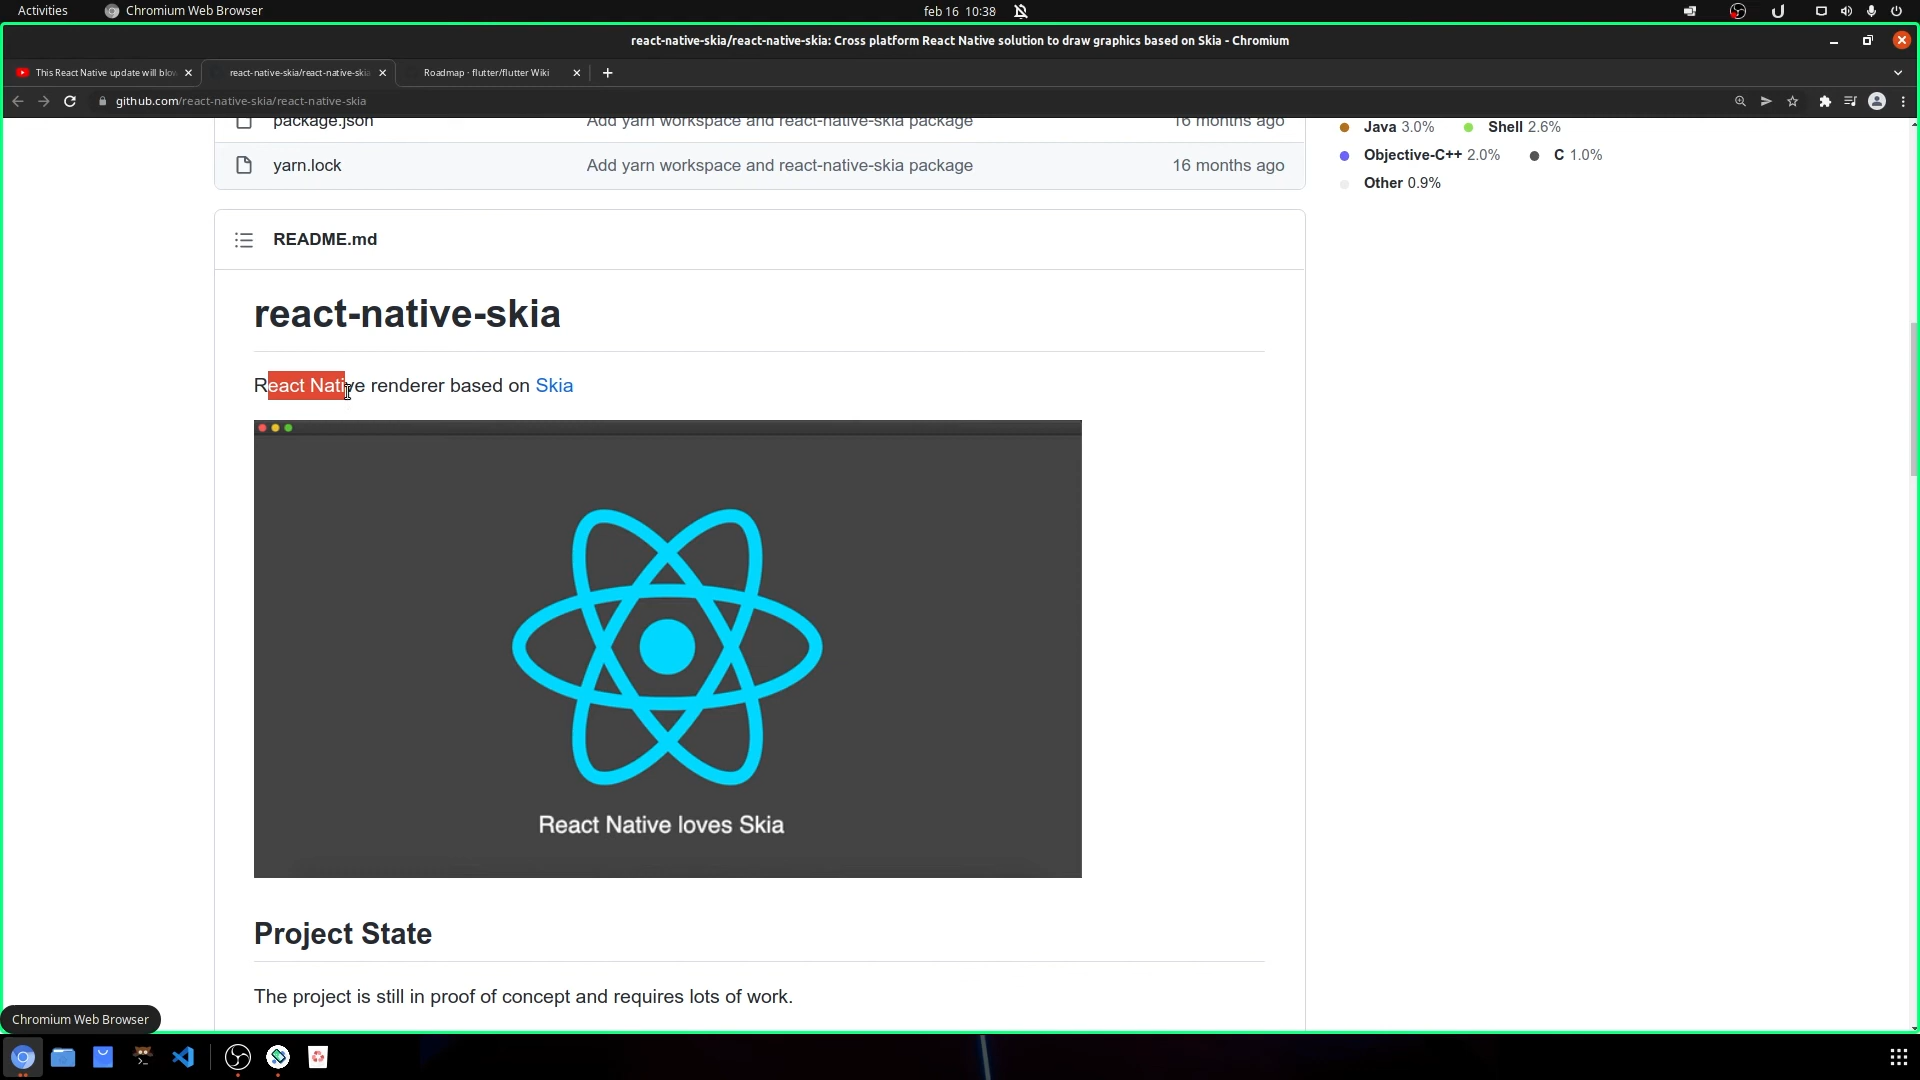 Activities
Chromium Web Browser
feb 16 10:38
react-native-skia/react-native-skia: Cross platform React Native solution to draw graphics based on Skia - Chromium
This React Native update will blow
react-native-skia/react-native-skia
Roadmap · flutter/flutter Wiki
github.com/react-native-skia/react-native-skia
package.json Add yarn workspace and react-native-skia package 16 months ago
yarn.lock Add yarn workspace and react-native-skia package 16 months ago
Java 3.0% Shell 2.6%
Objective-C++ 2.0% C 1.0%
Other 0.9%
README.md
react-native-skia
React Native renderer based on Skia
React Native loves Skia
Project State
The project is still in proof of concept and requires lots of work.
Chromium Web Browser